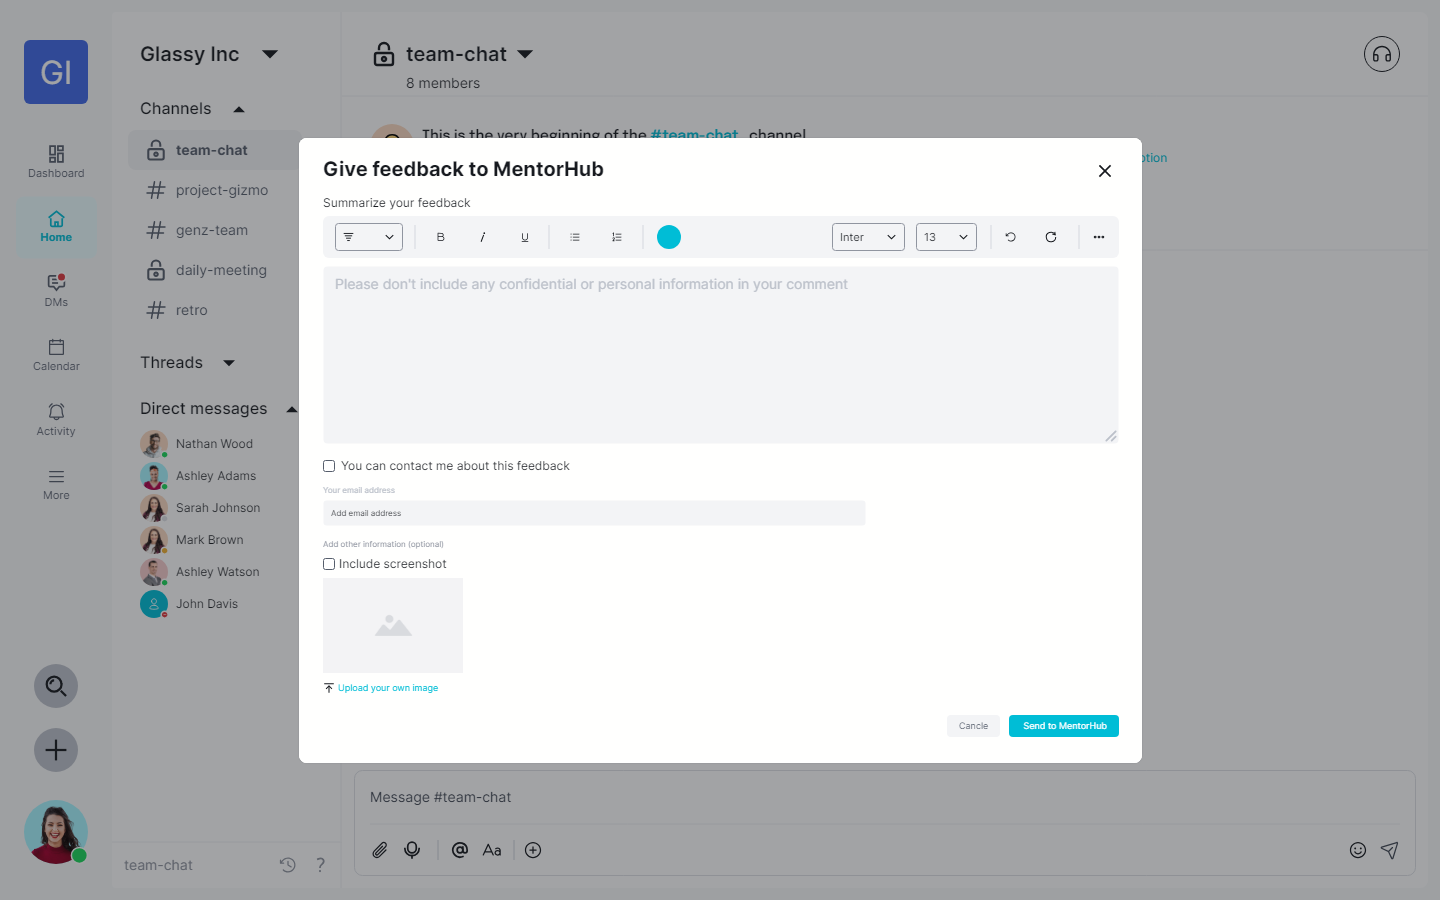 GI
Dashboard
Home
DMs
Calendar
Activity
More
Glassy Inc
Channels
team-chat
project-gizmo
genz-team
daily-meeting
retro
Threads
Direct messages
Nathan Wood
Ashley Adams
Sarah Johnson
Mark Brown
Ashley Watson
John Davis
team-chat
?
team-chat
8 members
This is the very beginning of the #team-chat channel
Give feedback to MentorHub
Summarize your feedback
B i U Inter 13
Please don't include any confidential or personal information in your comment
You can contact me about this feedback
Your email address
Add email address
Add other information (optional)
Include screenshot
Upload your own image
Cancle Send to MentorHub
Message #team-chat
@ Aa